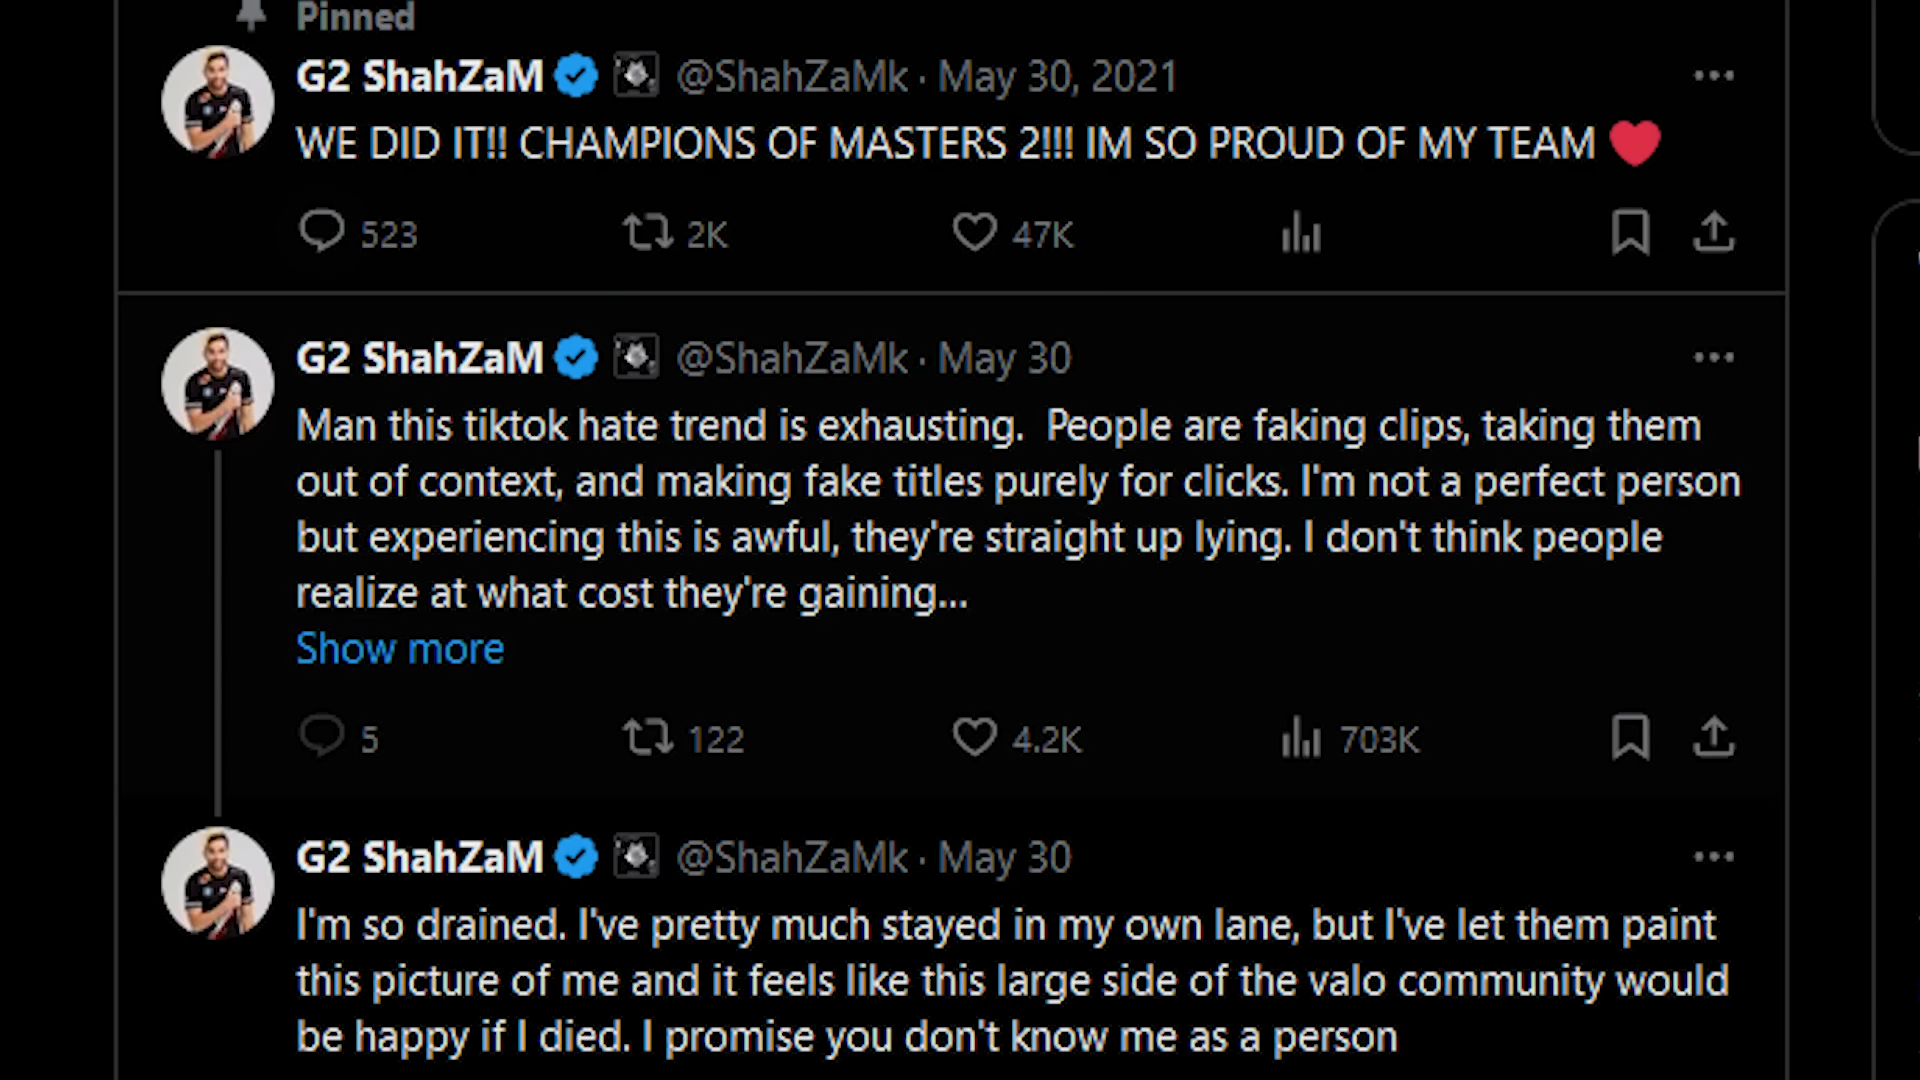 Pinned
G2 ShahZaM @ShahZaMk · May 30, 2021
WE DID IT!! CHAMPIONS OF MASTERS 2!!! IM SO PROUD OF MY TEAM ❤️
523 2K 47K
G2 ShahZaM @ShahZaMk · May 30
Man this tiktok hate trend is exhausting.  People are faking clips, taking them
out of context, and making fake titles purely for clicks. I'm not a perfect person
but experiencing this is awful, they're straight up lying. I don't think people
realize at what cost they're gaining...
Show more
5 122 4.2K 703K
G2 ShahZaM @ShahZaMk · May 30
I'm so drained. I've pretty much stayed in my own lane, but I've let them paint
this picture of me and it feels like this large side of the valo community would
be happy if I died. I promise you don't know me as a person